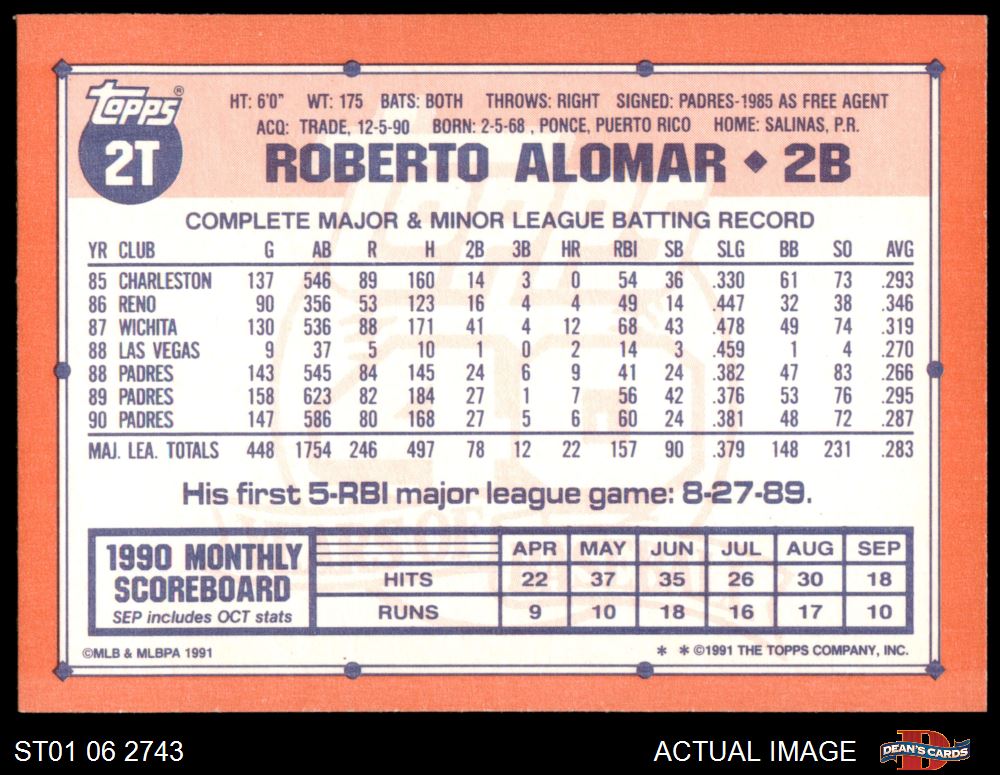 Topps®
2T
HT: 6'0" WT: 175 BATS: BOTH THROWS: RIGHT SIGNED: PADRES-1985 AS FREE AGENT
ACQ: TRADE, 12-5-90 BORN: 2-5-68 , PONCE, PUERTO RICO HOME: SALINAS, P.R.
ROBERTO ALOMAR ◆ 2B
COMPLETE MAJOR & MINOR LEAGUE BATTING RECORD
YR CLUB G AB R H 2B 3B HR RBI SB SLG BB SO AVG
85 CHARLESTON 137 546 89 160 14 3 0 54 36 .330 61 73 .293
86 RENO 90 356 53 123 16 4 4 49 14 .447 32 38 .346
87 WICHITA 130 536 88 171 41 4 12 68 43 .478 49 74 .319
88 LAS VEGAS 9 37 5 10 1 0 2 14 3 .459 1 4 .270
88 PADRES 143 545 84 145 24 6 9 41 24 .382 47 83 .266
89 PADRES 158 623 82 184 27 1 7 56 42 .376 53 76 .295
90 PADRES 147 586 80 168 27 5 6 60 24 .381 48 72 .287
MAJ. LEA. TOTALS 448 1754 246 497 78 12 22 157 90 .379 148 231 .283
His first 5-RBI major league game: 8-27-89.
1990 MONTHLY
SCOREBOARD
SEP includes OCT stats
APR MAY JUN JUL AUG SEP
HITS 22 37 35 26 30 18
RUNS 9 10 18 16 17 10
Topps
40
YEARS OF
BASEBALL
©MLB & MLBPA 1991
* * ©1991 THE TOPPS COMPANY, INC.
ST01 06 2743
ACTUAL IMAGE
DEAN'S CARDS